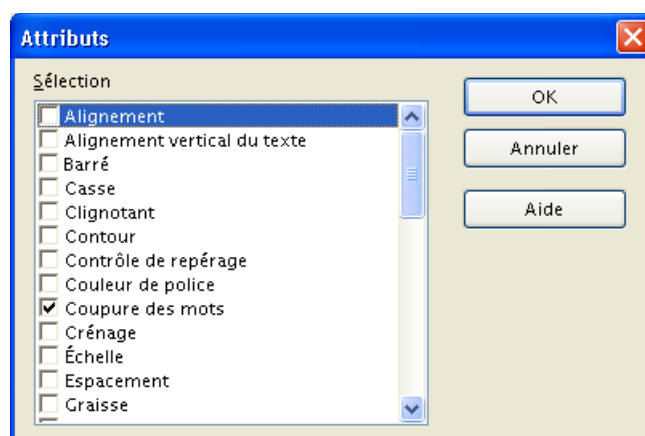 Attributs
Sélection
OK
Alignement
Alignement vertical du texte
Annuler
Barré
Casse
Clignotant
Aide
Contour
Contrôle de repérage
Couleur de police
Coupure des mots
Crénage
Échelle
Espacement
Graisse